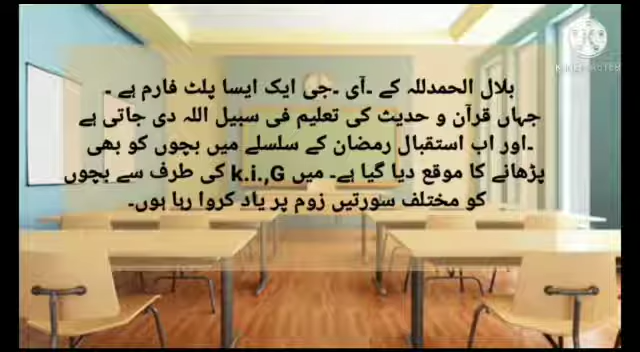 بلال الحمدللہ کے ۔آی ۔جی ایک ایسا پلٹ فارم ہے ۔
جہاں قرآن و حدیث کی تعلیم فی سبیل اللہ دی جاتی ہے
۔اور اب استقبال رمضان کے سلسلے میں بچوں کو بھی
پڑھانے کا موقع دیا گیا ہے۔ میں k.i.,G کی طرف سے بچوں
کو مختلف سورتیں زوم پر یاد کروا رہا ہوں۔